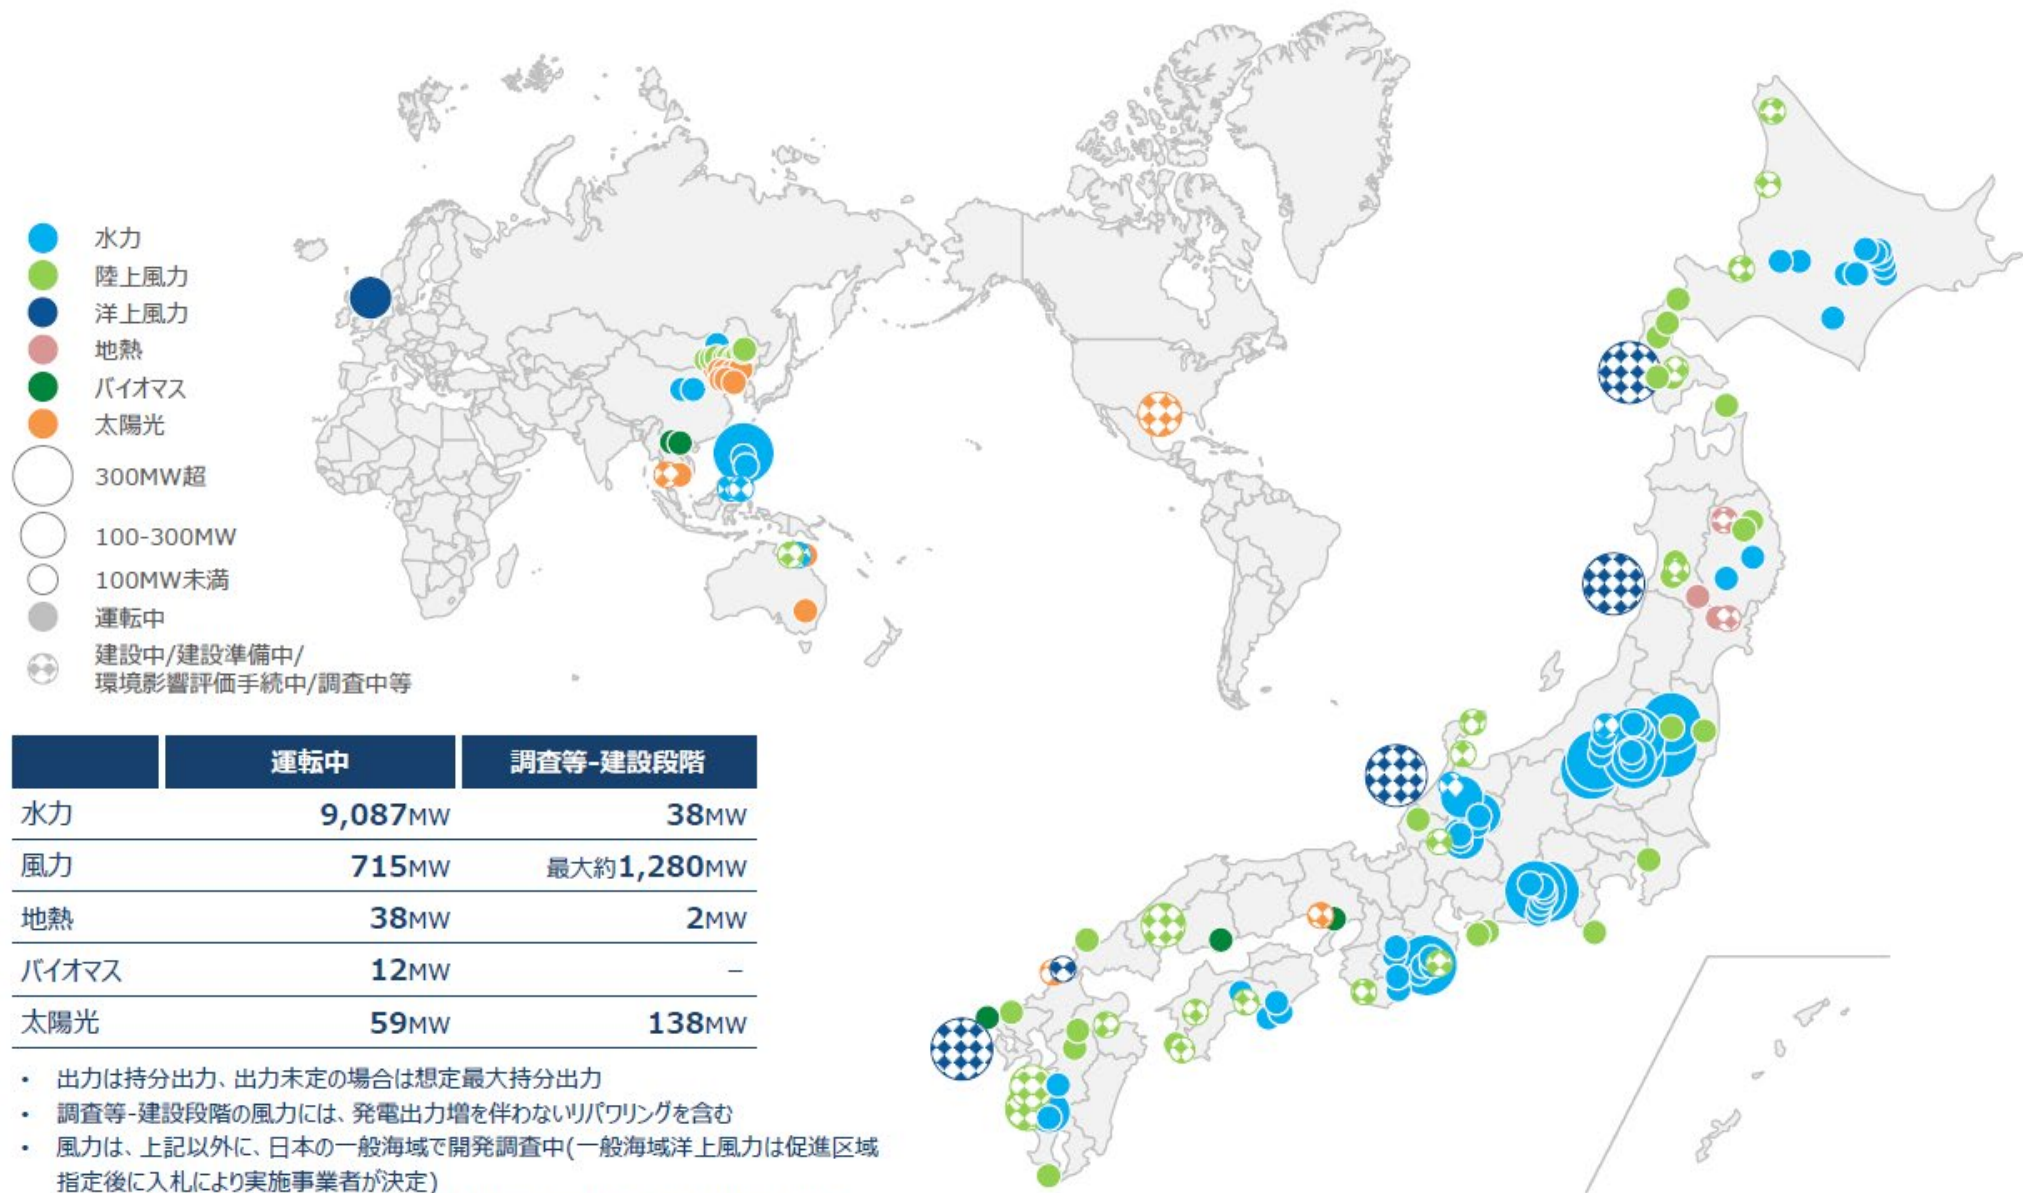 水力
陸上風力
洋上風力
地熱
バイオマス
太陽光
300MW超
100-300MW
100MW未満
運転中
建設中/建設準備中/
環境影響評価手続中/調査中等
運転中 調査等-建設段階
水力 9,087MW 38MW
風力 715MW 最大約1,280MW
地熱 38MW 2MW
バイオマス 12MW –
太陽光 59MW 138MW
• 出力は持分出力、出力未定の場合は想定最大持分出力
• 調査等-建設段階の風力には、発電出力増を伴わないリパワリングを含む
• 風力は、上記以外に、日本の一般海域で開発調査中(一般海域洋上風力は促進区域
指定後に入札により実施事業者が決定)